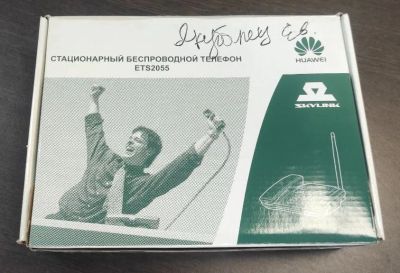 HUAWEI
СТАЦИОНАРНЫЙ БЕСПРОВОДНОЙ ТЕЛЕФОН
ETS2055
SKYLINK